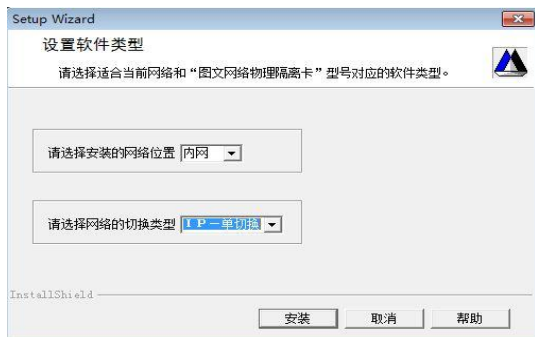 Setup Wizard
设置软件类型
请选择适合当前网络和“图文网络物理隔离卡”型号对应的软件类型。
请选择安装的网络位置 内网
请选择网络的切换类型 ＩＰ－单切换
InstallShield
安装 取消 帮助